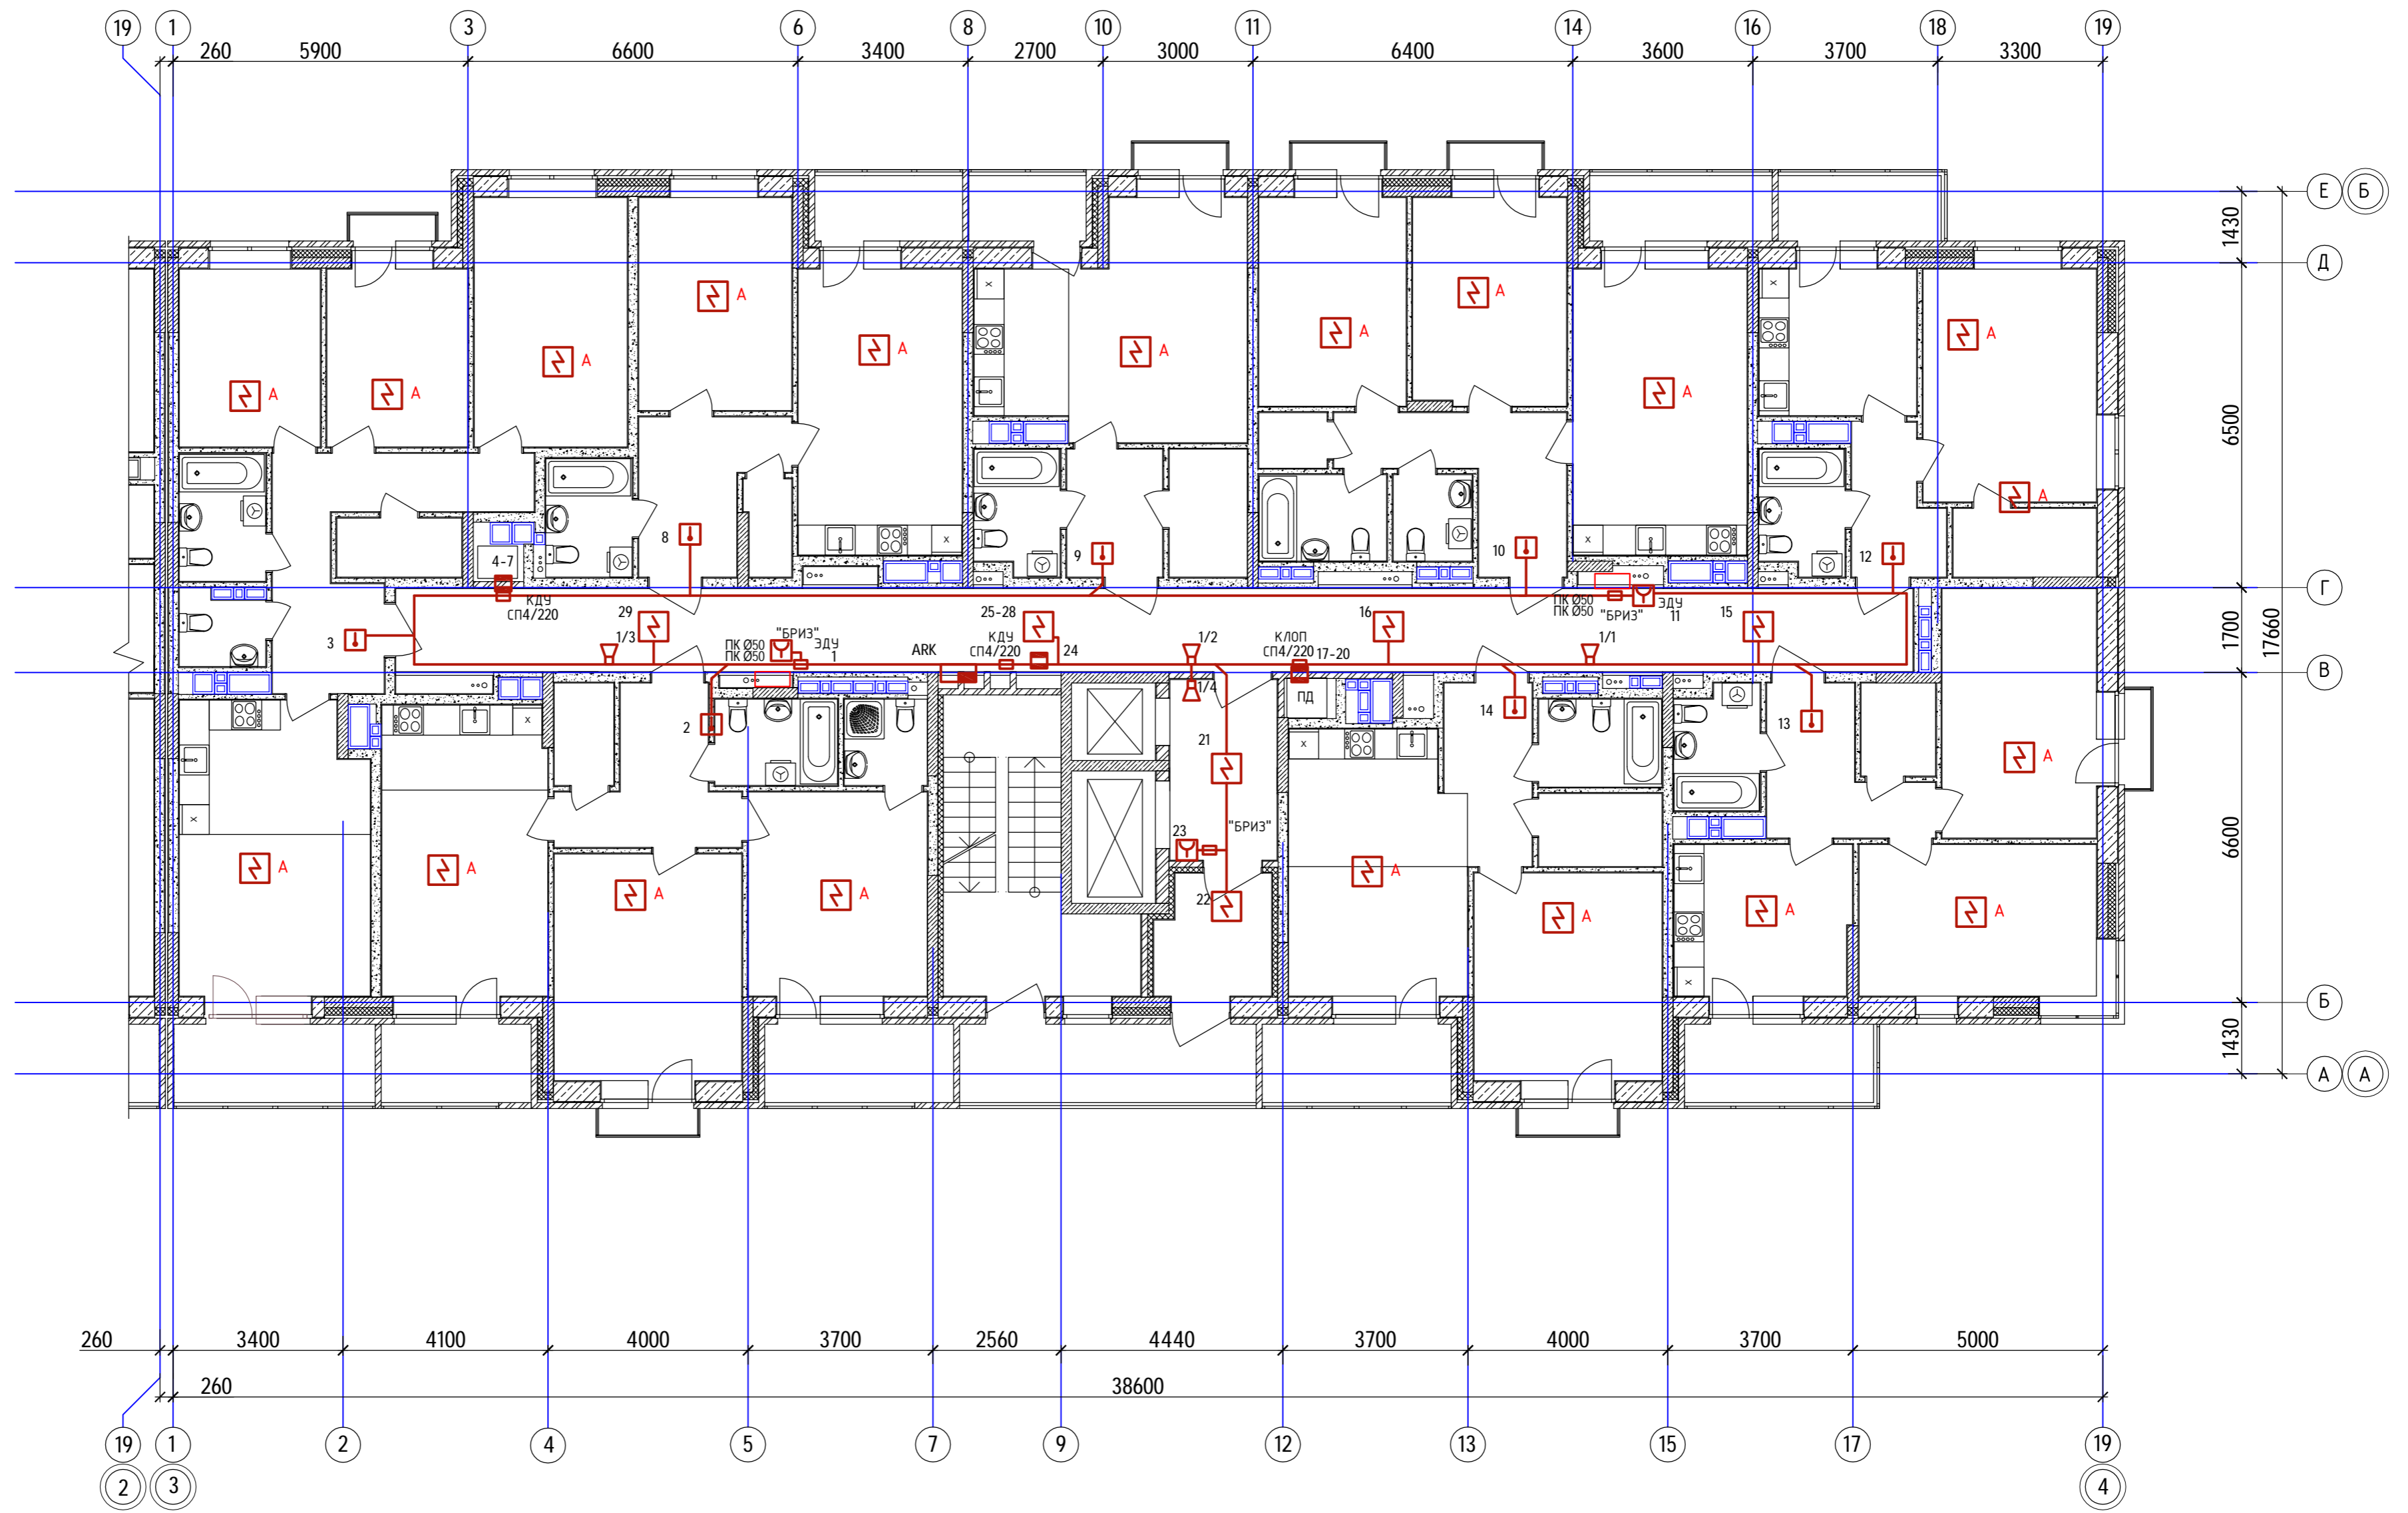 19 1 3 6 8 10 11 14 16 18 19
260 5900 6600 3400 2700 3000 6400 3600 3700 3300
Е Б
1430
Д
А А А А А А А А А А А
6500
А
4-7 8 9 10 12
КДУ
СП4/220
ПК Ø50
ПК Ø50
"БРИЗ"
ЭДУ
11
Г
3 29
1/3
ПК Ø50
ПК Ø50
"БРИЗ"
ЭДУ
1
ARK
25-28
КДУ
СП4/220
24
1/2
КЛОП
СП4/220
17-20
16
1/1
15
1700
17660
В
1/4
ПД
2 14 13
21
А
23
"БРИЗ"
22
6600
А А А А А А А А
Б
1430
А А
260 3400 4100 4000 3700 2560 4440 3700 4000 3700 5000
260 38600
19 1 2 4 5 7 9 12 13 15 17 19
2 3 4
X X X X X X X X X X